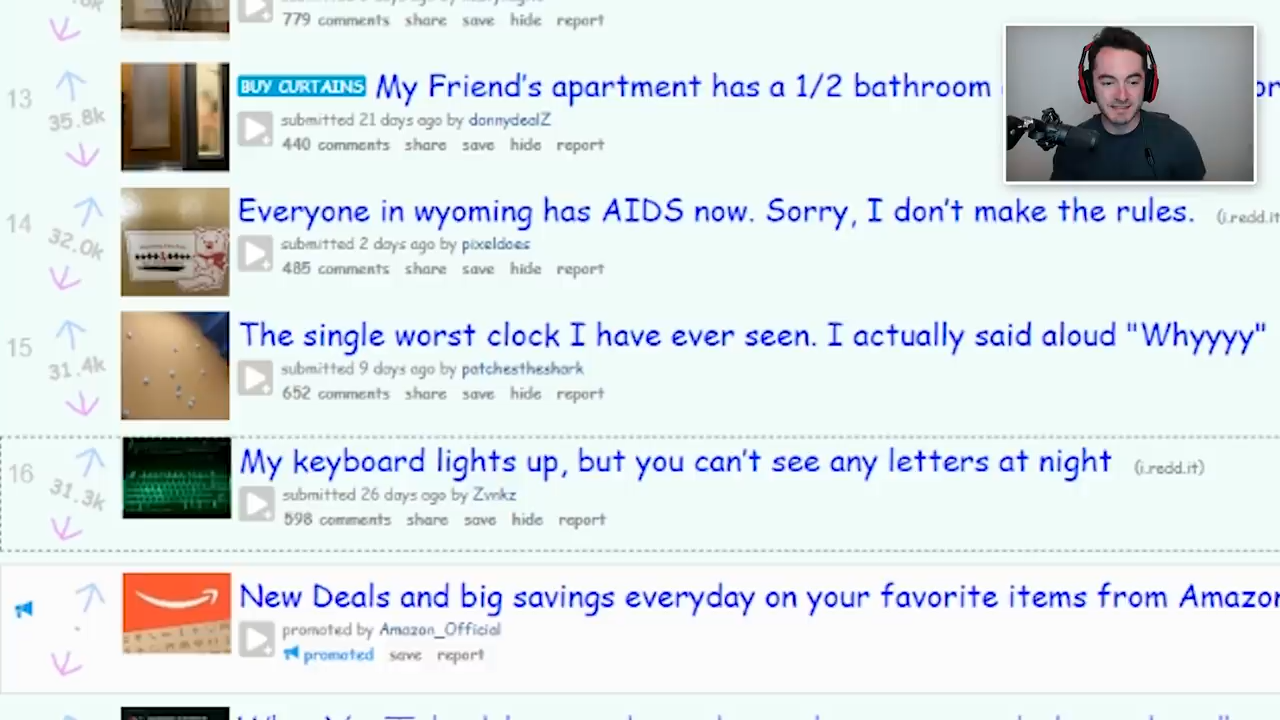 779 comments share save hide report
13
35.8k
BUY CURTAINS My Friend's apartment has a 1/2 bathroom
submitted 21 days ago by donnydealZ
440 comments share save hide report
14
32.0k
Everyone in wyoming has AIDS now. Sorry, I don't make the rules. (i.redd.it
submitted 2 days ago by pixeldoes
485 comments share save hide report
15
31.4k
The single worst clock I have ever seen. I actually said aloud "Whyyyy"
submitted 9 days ago by patchestheshark
652 comments share save hide report
16
31.3k
My keyboard lights up, but you can't see any letters at night (i.redd.it)
submitted 26 days ago by Zvnkz
598 comments share save hide report
New Deals and big savings everyday on your favorite items from Amazon
promoted by Amazon_Official
promoted save report